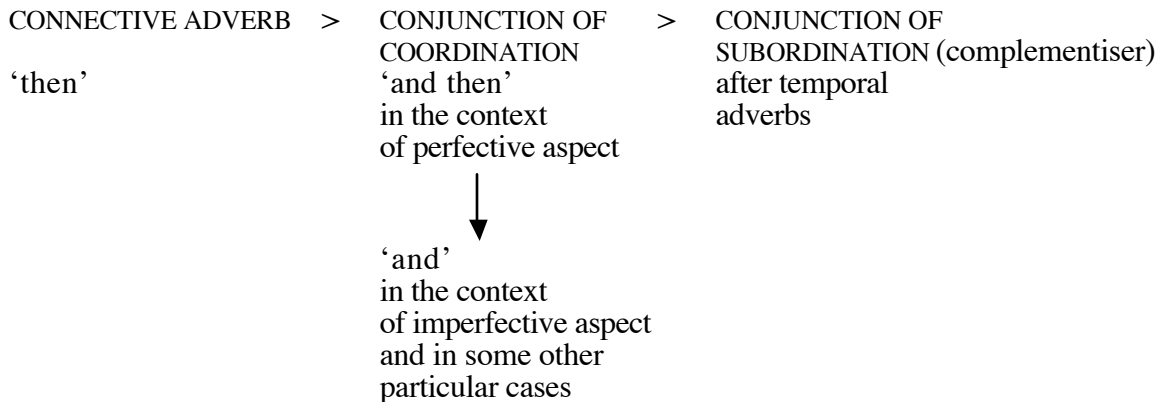 CONNECTIVE ADVERB > CONJUNCTION OF > CONJUNCTION OF
COORDINATION SUBORDINATION (complementiser)
‘then’ ‘and then’ after temporal
in the context adverbs
of perfective aspect
‘and’
in the context
of imperfective aspect
and in some other
particular cases